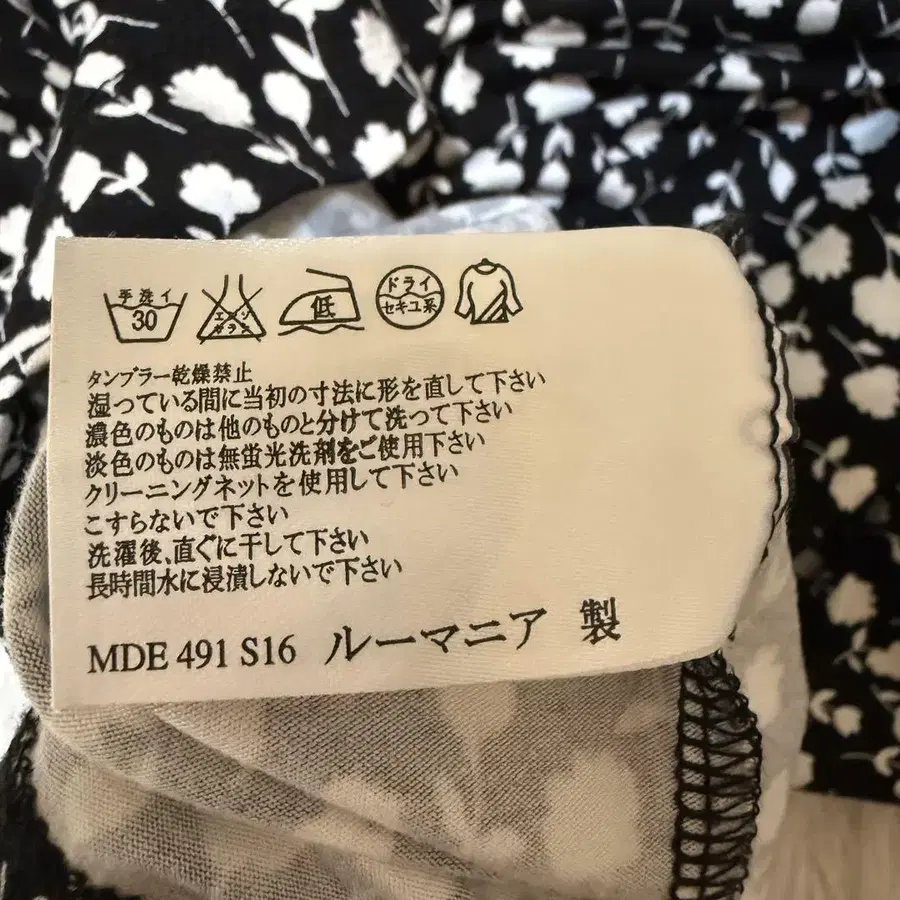 手洗イ 30 エンソサラシ 低 ドライ セキユ系
タンブラー乾燥禁止
湿っている間に当初の寸法に形を直して下さい
濃色のものは他のものと分けて洗って下さい
淡色のものは無蛍光洗剤をご使用下さい
クリーニングネットを使用して下さい
こすらないで下さい
洗濯後、直ぐに干して下さい
長時間水に浸漬しないで下さい
MDE 491 S16 ルーマニア 製